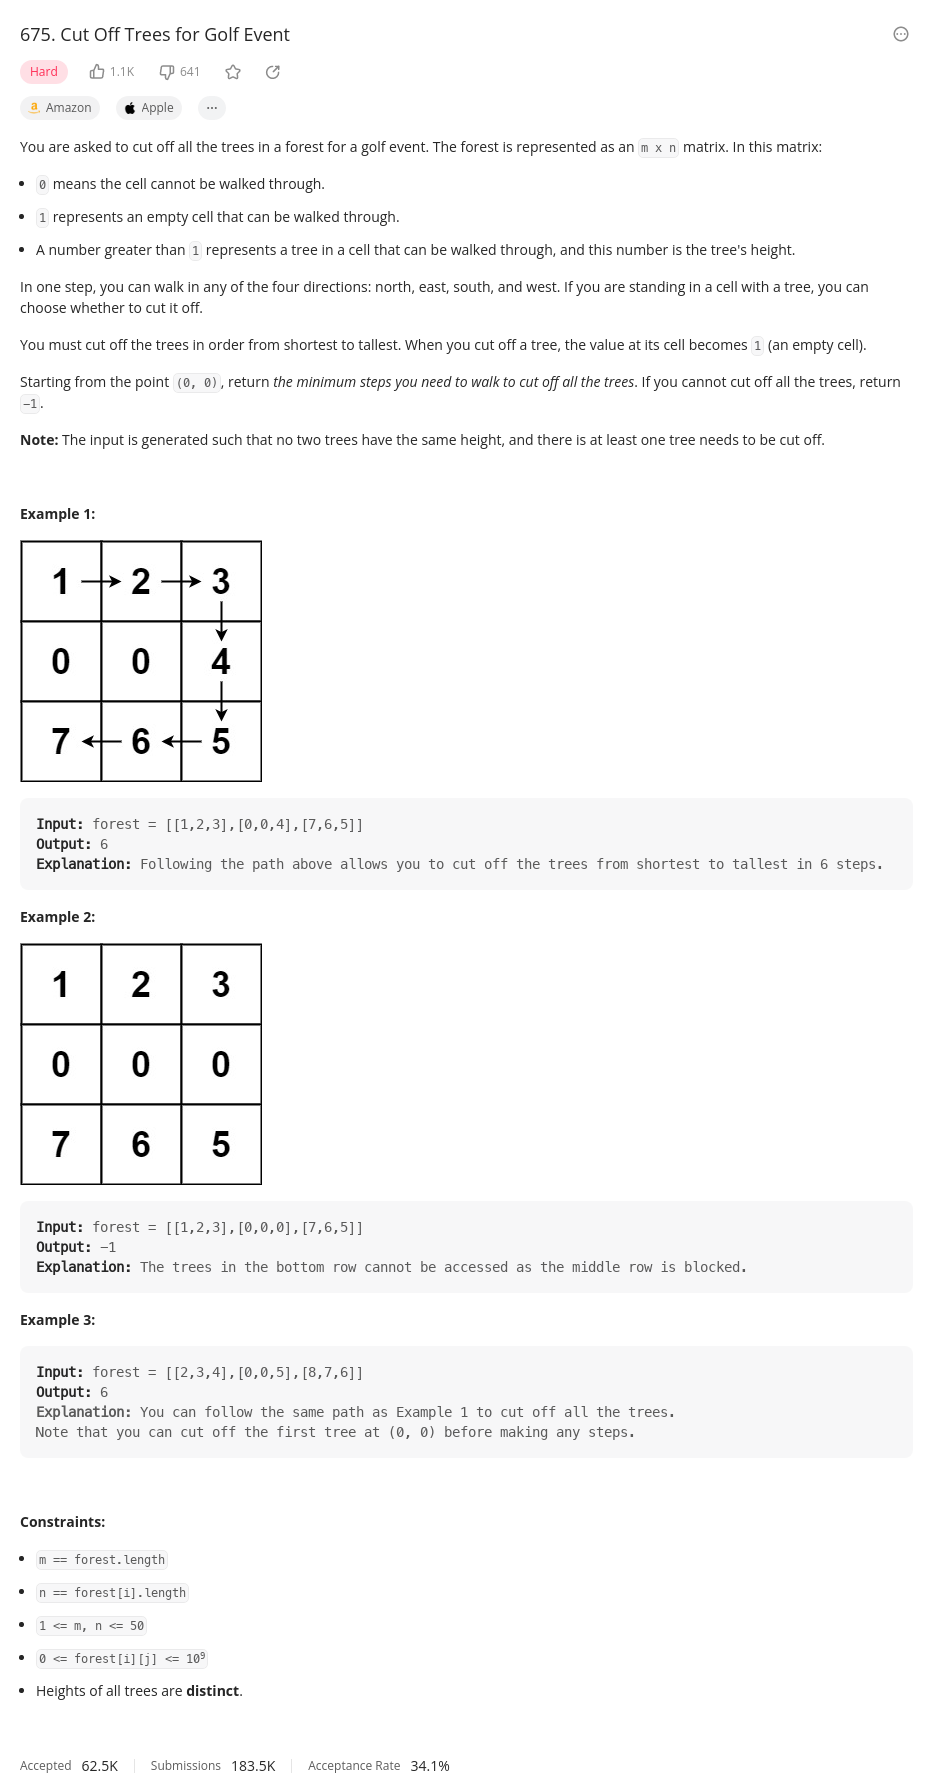 675. Cut Off Trees for Golf Event
Hard 1.1K 641
Amazon Apple ...
You are asked to cut off all the trees in a forest for a golf event. The forest is represented as an m x n matrix. In this matrix:
• 0 means the cell cannot be walked through.
• 1 represents an empty cell that can be walked through.
• A number greater than 1 represents a tree in a cell that can be walked through, and this number is the tree's height.
In one step, you can walk in any of the four directions: north, east, south, and west. If you are standing in a cell with a tree, you can
choose whether to cut it off.
You must cut off the trees in order from shortest to tallest. When you cut off a tree, the value at its cell becomes 1 (an empty cell).
Starting from the point (0, 0), return the minimum steps you need to walk to cut off all the trees. If you cannot cut off all the trees, return
-1.
Note: The input is generated such that no two trees have the same height, and there is at least one tree needs to be cut off.
Example 1:
1 2 3
0 0 4
7 6 5
Input: forest = [[1,2,3],[0,0,4],[7,6,5]]
Output: 6
Explanation: Following the path above allows you to cut off the trees from shortest to tallest in 6 steps.
Example 2:
1 2 3
0 0 0
7 6 5
Input: forest = [[1,2,3],[0,0,0],[7,6,5]]
Output: -1
Explanation: The trees in the bottom row cannot be accessed as the middle row is blocked.
Example 3:
Input: forest = [[2,3,4],[0,0,5],[8,7,6]]
Output: 6
Explanation: You can follow the same path as Example 1 to cut off all the trees.
Note that you can cut off the first tree at (0, 0) before making any steps.
Constraints:
• m == forest.length
• n == forest[i].length
• 1 <= m, n <= 50
• 0 <= forest[i][j] <= 10⁹
• Heights of all trees are distinct.
Accepted 62.5K Submissions 183.5K Acceptance Rate 34.1%